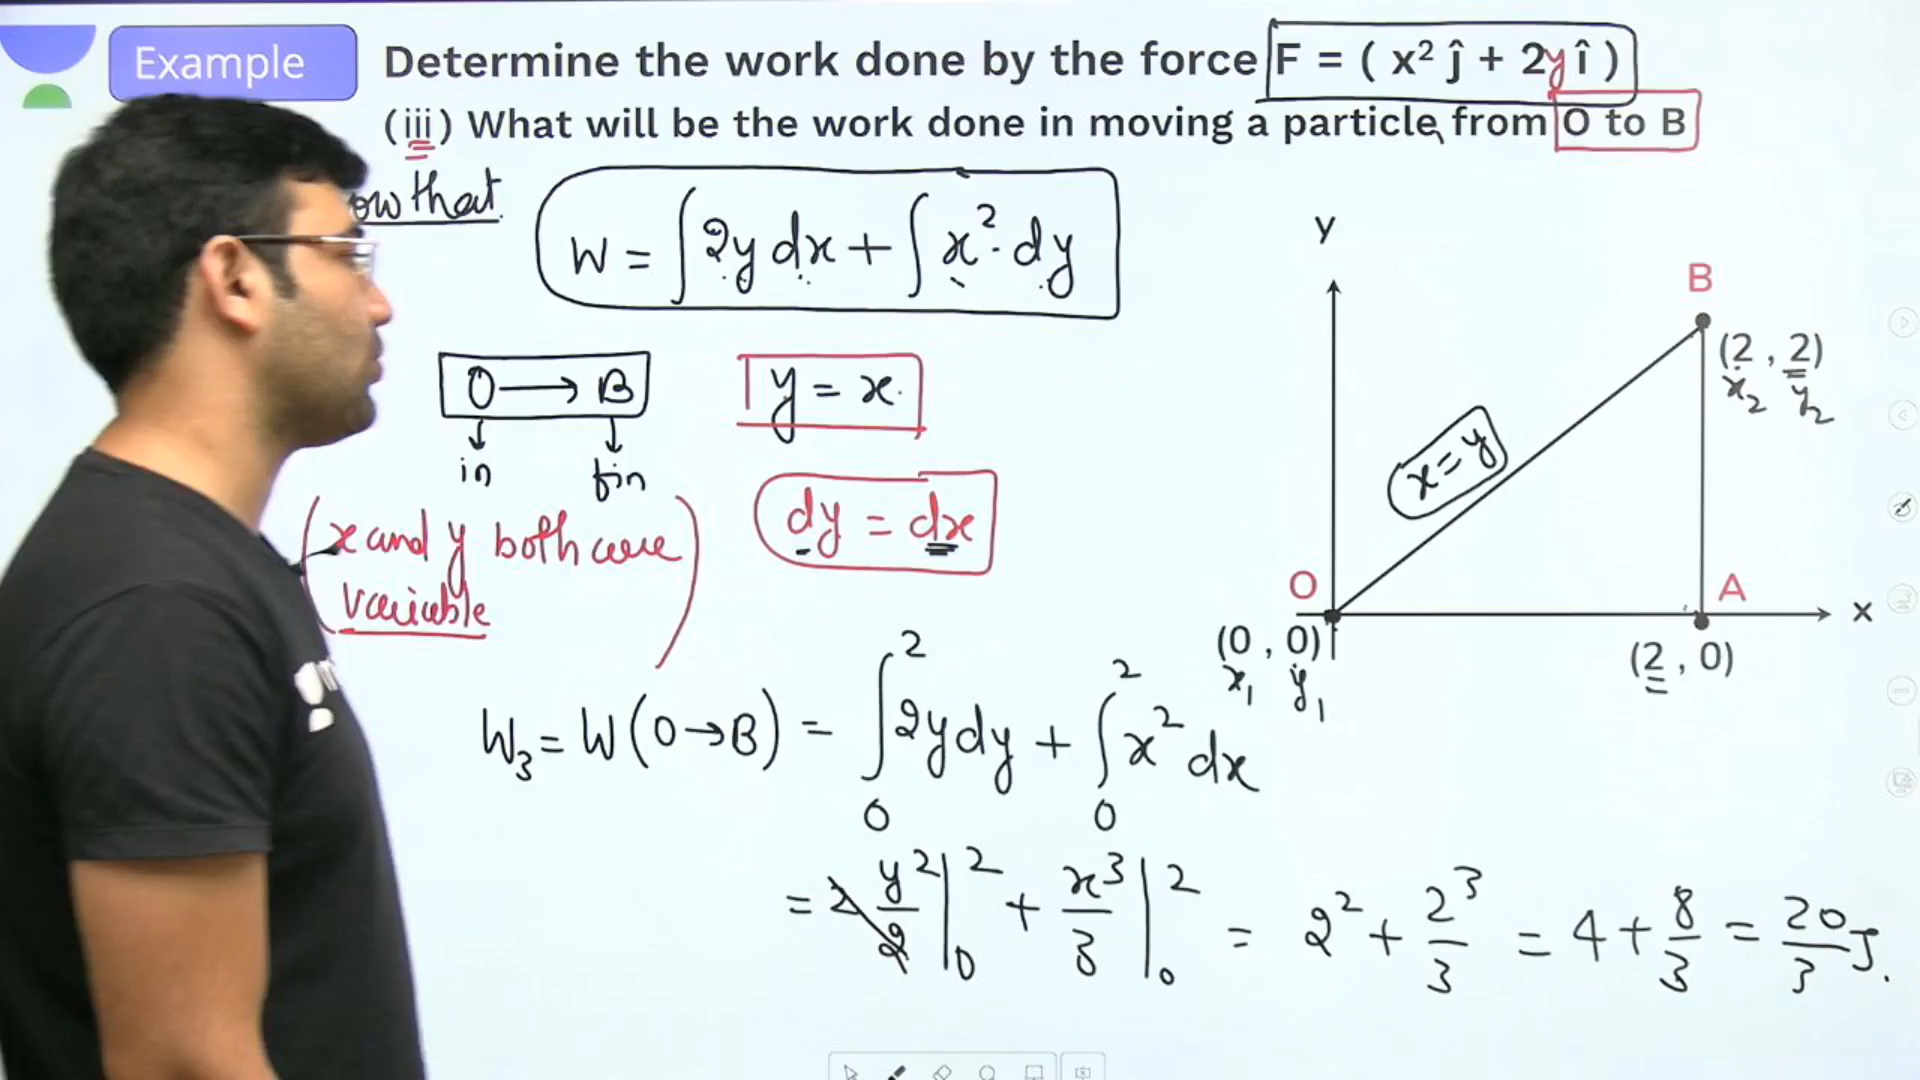 Example
Determine the work done by the force F = ( x² ĵ + 2y î )
(iii) What will be the work done in moving a particle, from O to B
ow that
W = ∫ 2y dx + ∫ x² · dy
O → B
in fin
y = x
dy = dx
(x and y both are
variable)
y
x
O
(0 , 0)
x₁ y₁
A
(2 , 0)
B
(2 , 2)
x₂ y₂
x = y
W₃ = W (O → B) = ∫₀² 2y dy + ∫₀² x² dx
= 2 y²/2 |₀² + x³/3 |₀² = 2² + 2³/3 = 4 + 8/3 = 20/3 J.